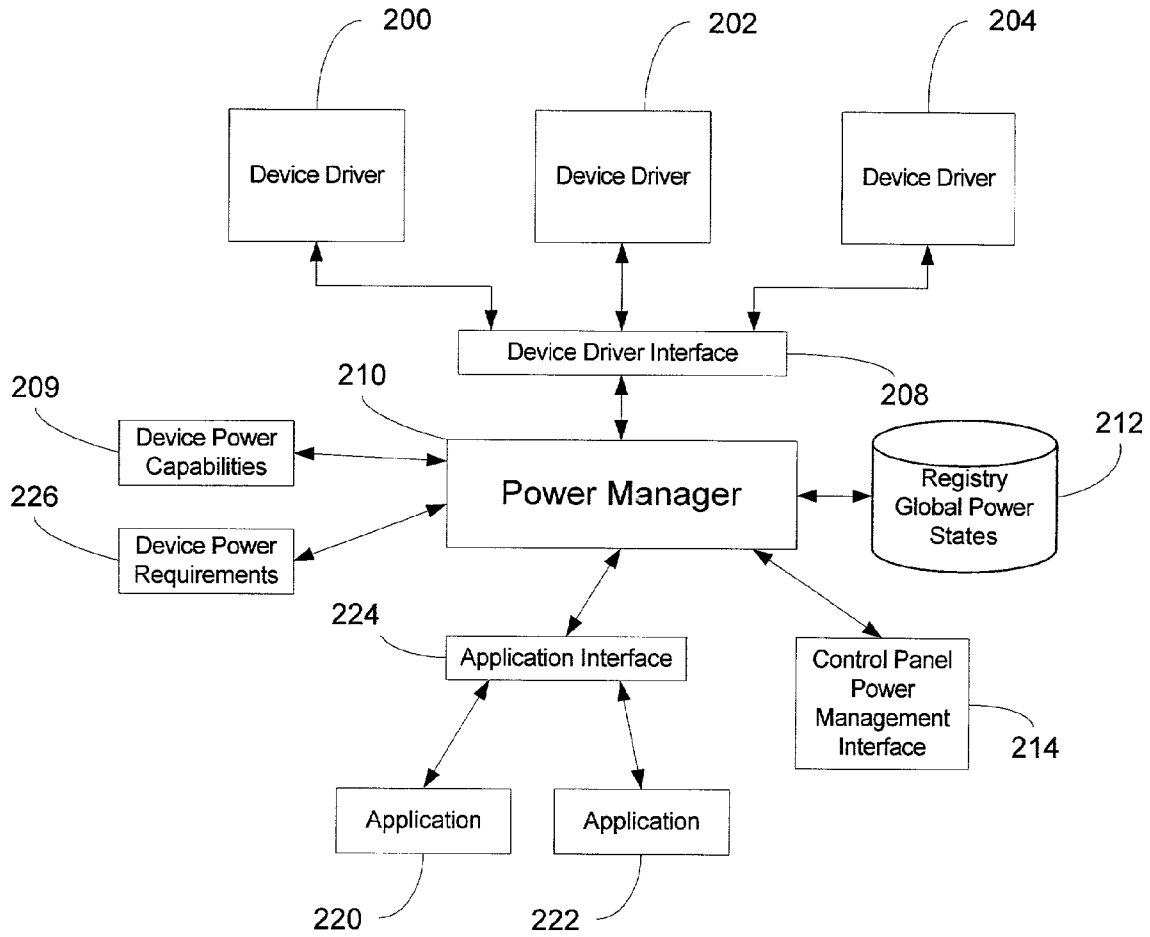 200
202
204
Device Driver
Device Driver
Device Driver
Device Driver Interface
208
210
209
Device Power
Capabilities
Power Manager
Registry
Global Power
States
212
226
Device Power
Requirements
224
Application Interface
Control Panel
Power
Management
Interface
214
Application
Application
220
222